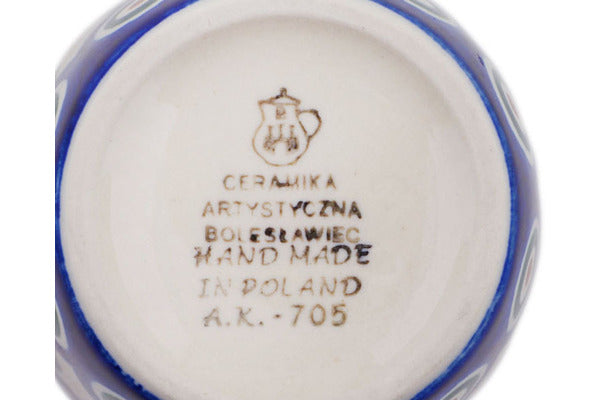 CERAMIKA
ARTYSTYCZNA
BOLESŁAWIEC
HAND MADE
IN POLAND
A.K.-705